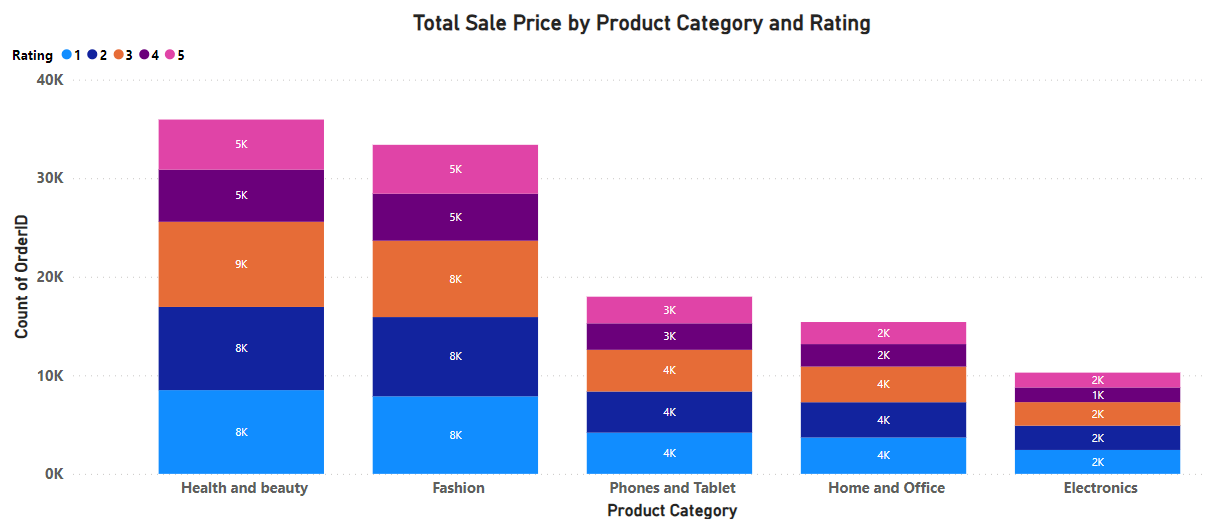 Total Sale Price by Product Category and Rating
Rating 1 2 3 4 5
Count of OrderID
40K
30K
20K
10K
0K
5K
5K
9K
8K
8K
5K
5K
8K
8K
8K
3K
3K
4K
4K
4K
2K
2K
4K
4K
4K
2K
1K
2K
2K
2K
Health and beauty
Fashion
Phones and Tablet
Home and Office
Electronics
Product Category